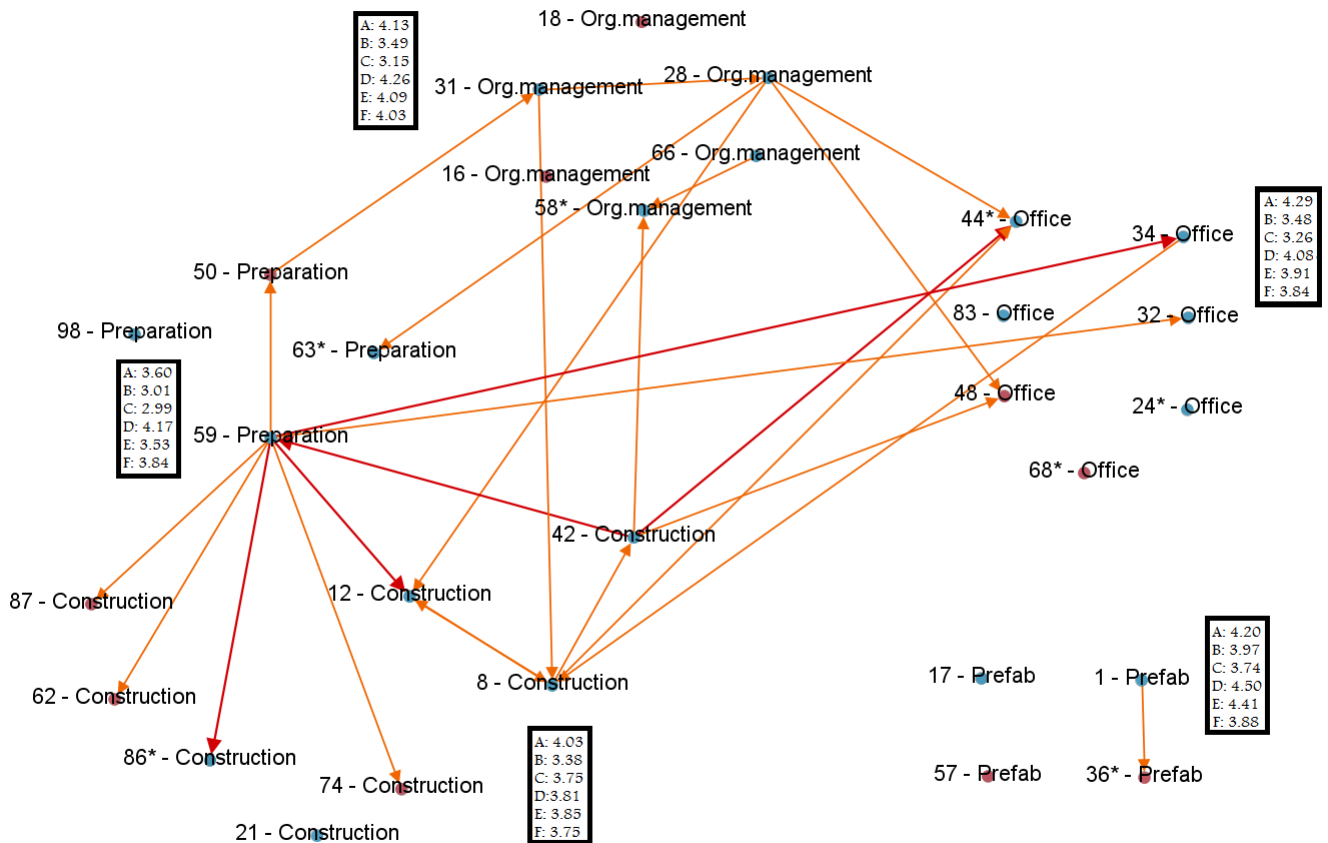 18 - Org.management
A: 4.13
B: 3.49
C: 3.15
D: 4.26
E: 4.09
F: 4.03
31 - Org.management
28 - Org.management
66 - Org.management
16 - Org.management
58* - Org.management
44* - Office
34 - Office
A: 4.29
B: 3.48
C: 3.26
D: 4.08
E: 3.91
F: 3.84
50 - Preparation
98 - Preparation
63* - Preparation
83 - Office
32 - Office
A: 3.60
B: 3.01
C: 2.99
D: 4.17
E: 3.53
F: 3.84
48 - Office
24* - Office
59 - Preparation
68* - Office
42 - Construction
12 - Construction
87 - Construction
8 - Construction
62 - Construction
86* - Construction
74 - Construction
21 - Construction
A: 4.03
B: 3.38
C: 3.75
D:3.81
E: 3.85
F: 3.75
17 - Prefab
1 - Prefab
A: 4.20
B: 3.97
C: 3.74
D: 4.50
E: 4.41
F: 3.88
57 - Prefab
36* - Prefab